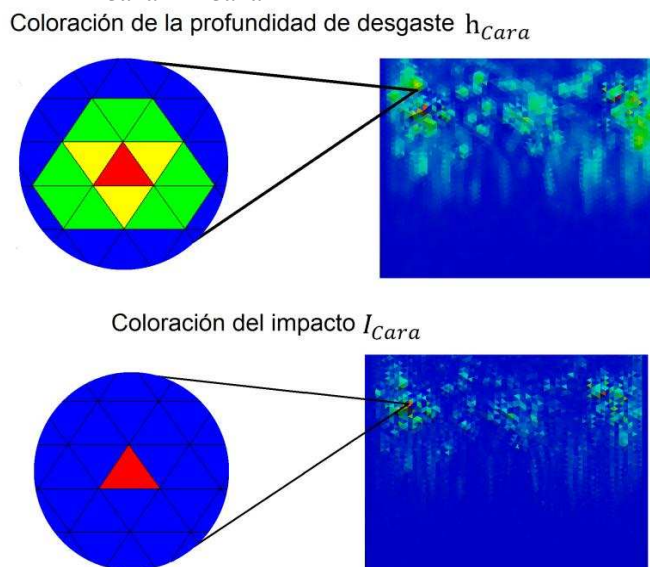 Coloración de la profundidad de desgaste h_Cara
Coloración del impacto I_Cara